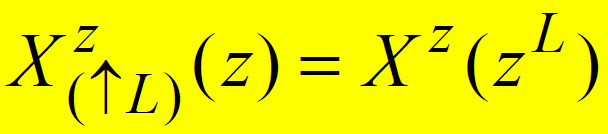 X^z_{(↑L)}(z) = X^z(z^L)